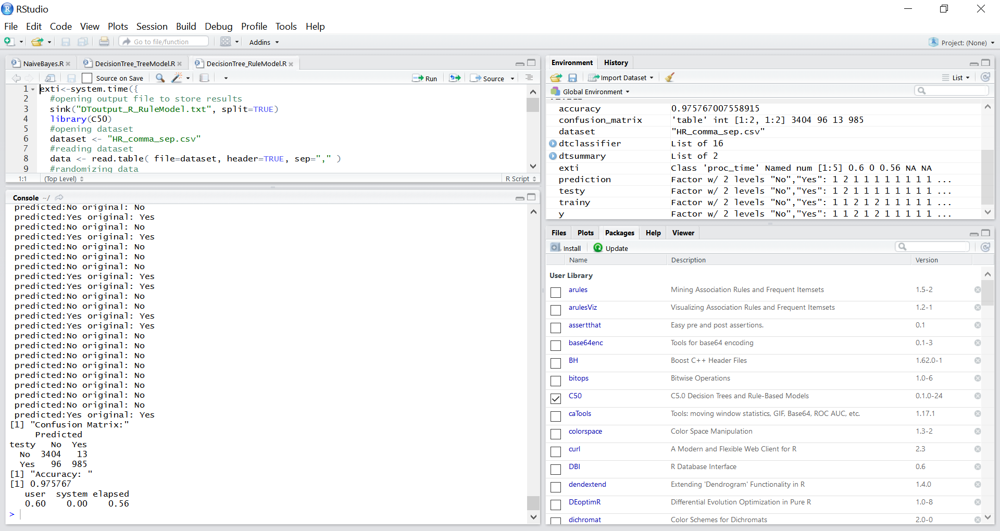 RStudio
File Edit Code View Plots Session Build Debug Profile Tools Help
Go to file/function Addins Project: (None)
NaiveBayes.R DecisionTree_TreeModel.R DecisionTree_RuleModel.R
Source on Save Run Source
1 exti<-system.time({
2 #opening output file to store results
3 sink("DToutput_R_RuleModel.txt", split=TRUE)
4 library(C50)
5 #opening dataset
6 dataset <- "HR_comma_sep.csv"
7 #reading dataset
8 data <- read.table( file=dataset, header=TRUE, sep="," )
9 #randomizing data
1:1 (Top Level) R Script
Console ~/
predicted:No original: No
predicted:Yes original: Yes
predicted:No original: No
predicted:Yes original: Yes
predicted:No original: No
predicted:No original: No
predicted:No original: No
predicted:Yes original: Yes
predicted:Yes original: Yes
predicted:No original: No
predicted:No original: No
predicted:Yes original: Yes
predicted:Yes original: Yes
predicted:No original: No
predicted:No original: No
predicted:No original: No
predicted:No original: No
predicted:No original: No
predicted:No original: No
predicted:No original: No
predicted:No original: No
predicted:Yes original: Yes
[1] "Confusion Matrix:"
Predicted
testy No Yes
No 3404 13
Yes 96 985
[1] "Accuracy: "
[1] 0.975767
user system elapsed
0.60 0.00 0.56
>
Environment History
Import Dataset List
Global Environment
accuracy 0.975767007558915
confusion_matrix 'table' int [1:2, 1:2] 3404 96 13 985
dataset "HR_comma_sep.csv"
dtclassifier List of 16
dtsummary List of 2
exti Class 'proc_time' Named num [1:5] 0.6 0 0.56 NA NA
prediction Factor w/ 2 levels "No","Yes": 1 2 1 1 1 1 1 1 1 1 ...
testy Factor w/ 2 levels "No","Yes": 1 2 1 1 1 1 1 1 1 1 ...
trainy Factor w/ 2 levels "No","Yes": 1 1 2 1 2 1 1 1 1 1 ...
y Factor w/ 2 levels "No","Yes": 1 1 2 1 2 1 1 1 1 1 ...
Files Plots Packages Help Viewer
Install Update
Name Description Version
User Library
arules Mining Association Rules and Frequent Itemsets 1.5-2
arulesViz Visualizing Association Rules and Frequent Itemsets 1.2-1
assertthat Easy pre and post assertions. 0.1
base64enc Tools for base64 encoding 0.1-3
BH Boost C++ Header Files 1.62.0-1
bitops Bitwise Operations 1.0-6
C50 C5.0 Decision Trees and Rule-Based Models 0.1.0-24
caTools Tools: moving window statistics, GIF, Base64, ROC AUC, etc. 1.17.1
colorspace Color Space Manipulation 1.3-2
curl A Modern and Flexible Web Client for R 2.3
DBI R Database Interface 0.6
dendextend Extending 'Dendrogram' Functionality in R 1.4.0
DEoptimR Differential Evolution Optimization in Pure R 1.0-8
dichromat Color Schemes for Dichromats 2.0-0